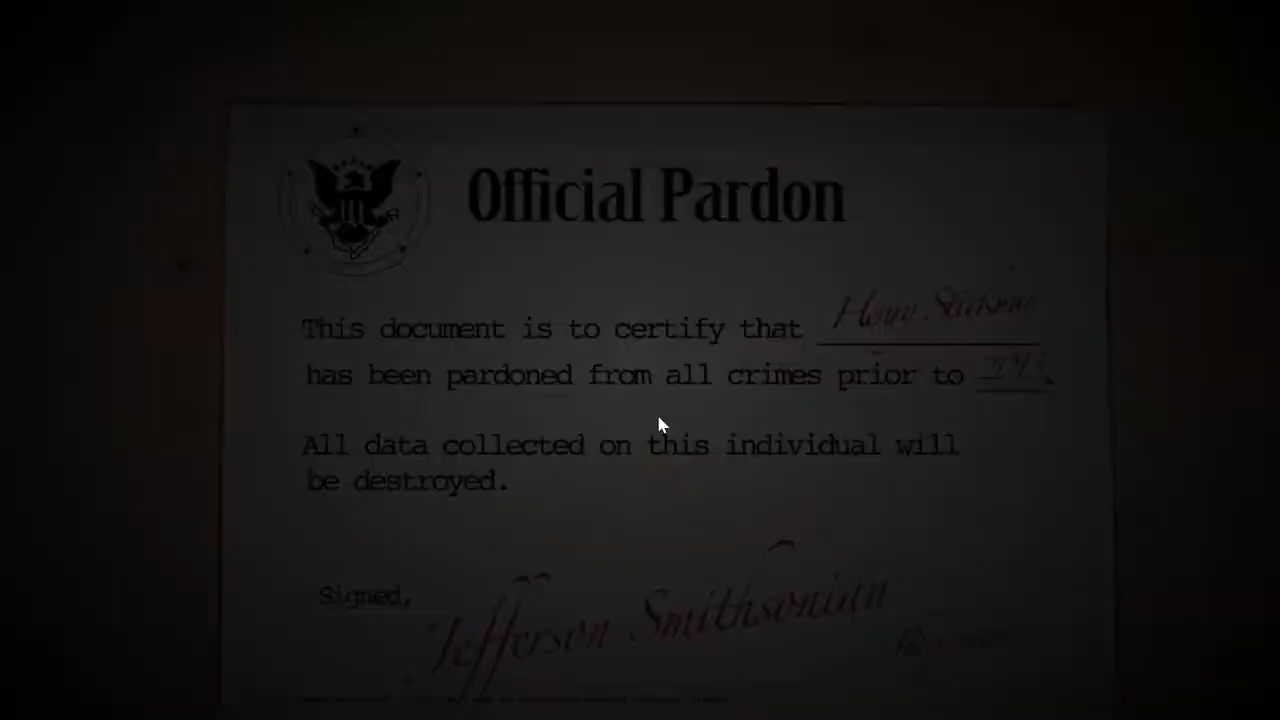 Official Pardon
This document is to certify that Henry Stickmin
has been pardoned from all crimes prior to
All data collected on this individual will
be destroyed.
Signed,
Jefferson Smithsonian